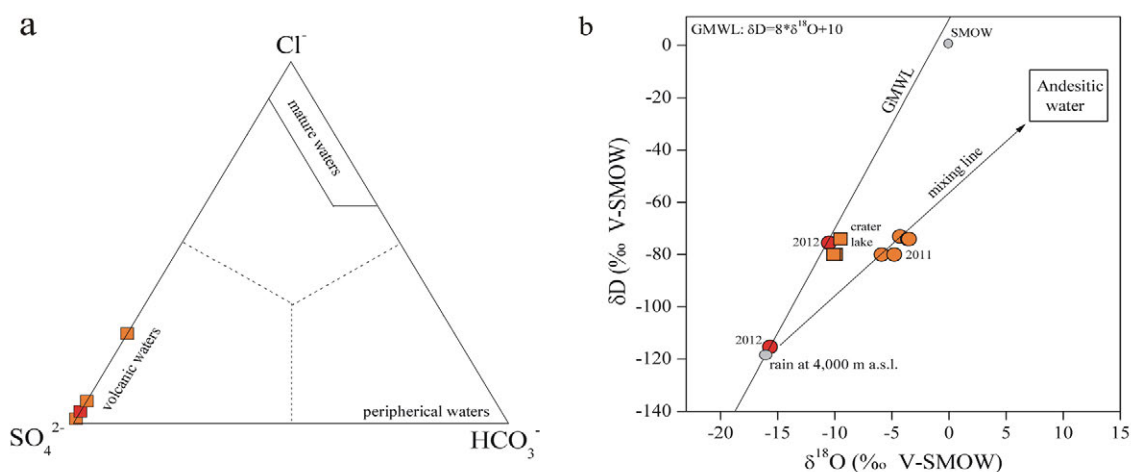 a
Cl⁻
mature waters
volcanic waters
peripherical waters
SO₄²⁻
HCO₃⁻
b
GMWL: δD=8*δ¹⁸O+10
SMOW
GMWL
Andesitic
water
mixing line
2012
crater
lake
2011
2012
rain at 4,000 m a.s.l.
0
-20
-40
-60
-80
-100
-120
-140
δD (‰ V-SMOW)
-20 -15 -10 -5 0 5 10 15
δ¹⁸O (‰ V-SMOW)